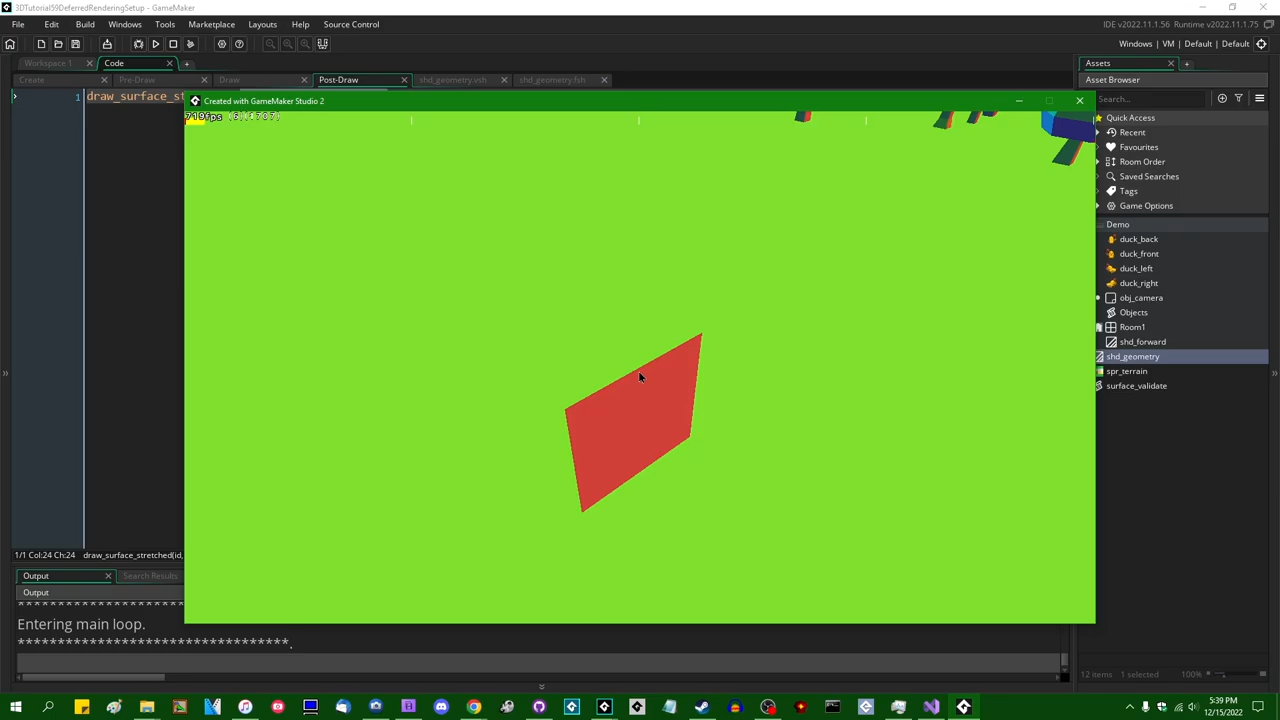 3DTutorial59DeferredRenderingSetup - GameMaker
File Edit Build Windows Tools Marketplace Layouts Help Source Control
IDE v2022.11.1.56 Runtime v2022.11.1.75
Windows | VM | Default | Default
Workspace 1 Code
Create Pre-Draw Draw Post-Draw shd_geometry.vsh shd_geometry.fsh
1 draw_surface_st
Created with GameMaker Studio 2
719fps (6)(1707)
Assets
Asset Browser
Search...
Quick Access
Recent
Favourites
Room Order
Saved Searches
Tags
Game Options
Demo
duck_back
duck_front
duck_left
duck_right
obj_camera
Objects
Room1
shd_forward
shd_geometry
spr_terrain
surface_validate
1/1 Col:24 Ch:24 draw_surface_stretched(id,
Output Search Results
Output
***********************************
Entering main loop.
***********************************.
12 items 1 selected 100%
5:39 PM
12/15/2022